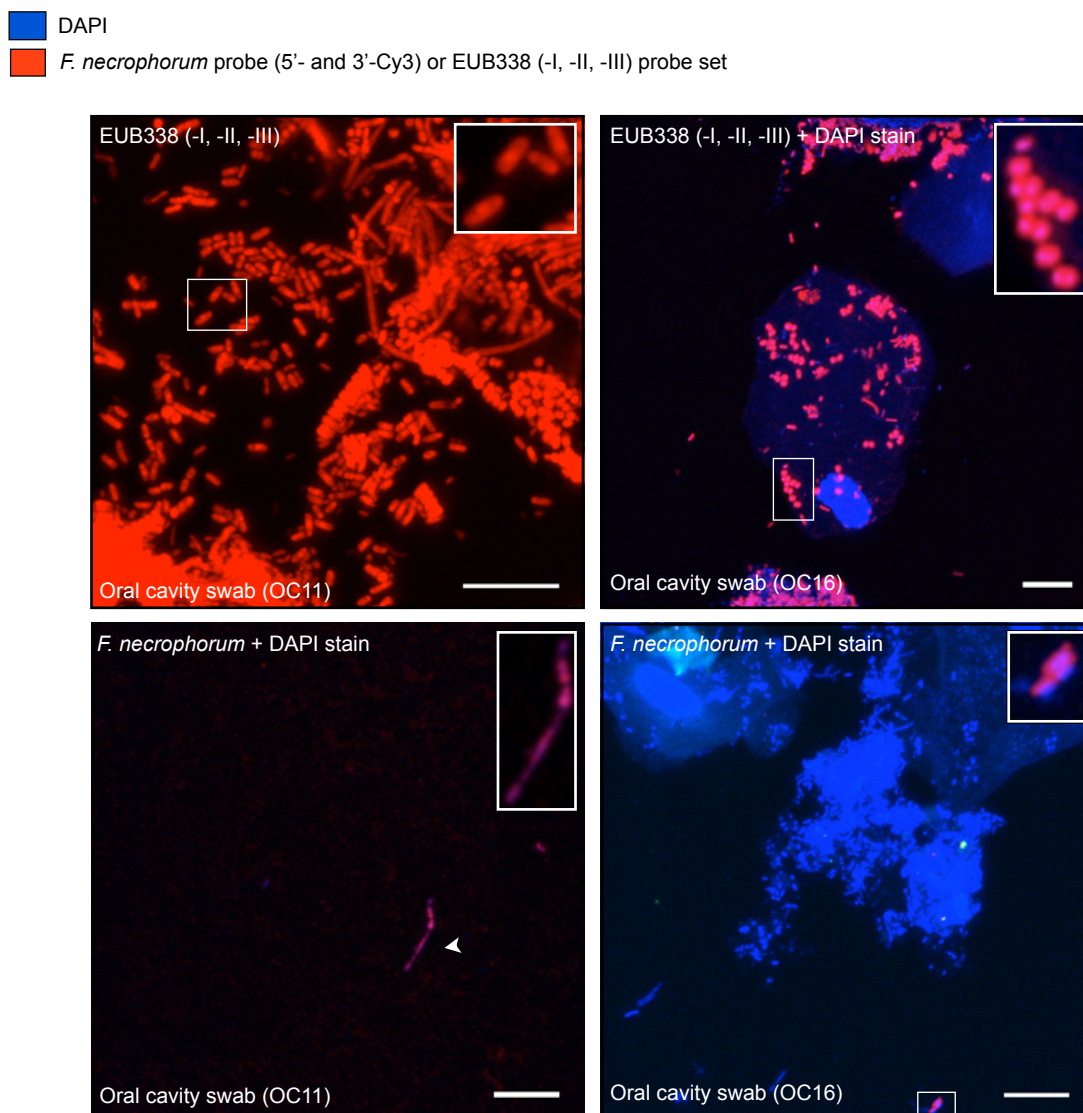 DAPI
F. necrophorum probe (5’- and 3’-Cy3) or EUB338 (-I, -II, -III) probe set
EUB338 (-I, -II, -III)
EUB338 (-I, -II, -III) + DAPI stain
Oral cavity swab (OC11)
Oral cavity swab (OC16)
F. necrophorum + DAPI stain
F. necrophorum + DAPI stain
Oral cavity swab (OC11)
Oral cavity swab (OC16)